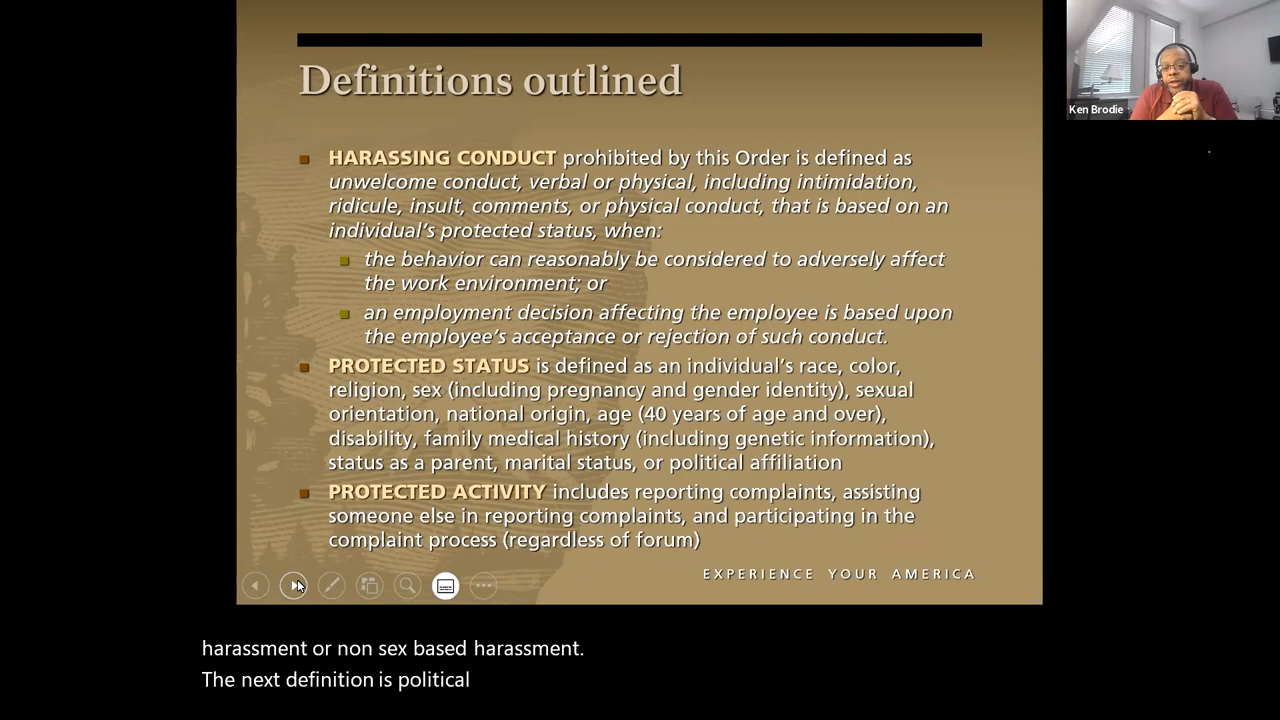 Definitions outlined
HARASSING CONDUCT prohibited by this Order is defined as
unwelcome conduct, verbal or physical, including intimidation,
ridicule, insult, comments, or physical conduct, that is based on an
individual's protected status, when:
the behavior can reasonably be considered to adversely affect
the work environment; or
an employment decision affecting the employee is based upon
the employee's acceptance or rejection of such conduct.
PROTECTED STATUS is defined as an individual's race, color,
religion, sex (including pregnancy and gender identity), sexual
orientation, national origin, age (40 years of age and over),
disability, family medical history (including genetic information),
status as a parent, marital status, or political affiliation
PROTECTED ACTIVITY includes reporting complaints, assisting
someone else in reporting complaints, and participating in the
complaint process (regardless of forum)
EXPERIENCE YOUR AMERICA
Ken Brodie
harassment or non sex based harassment.
The next definition is political